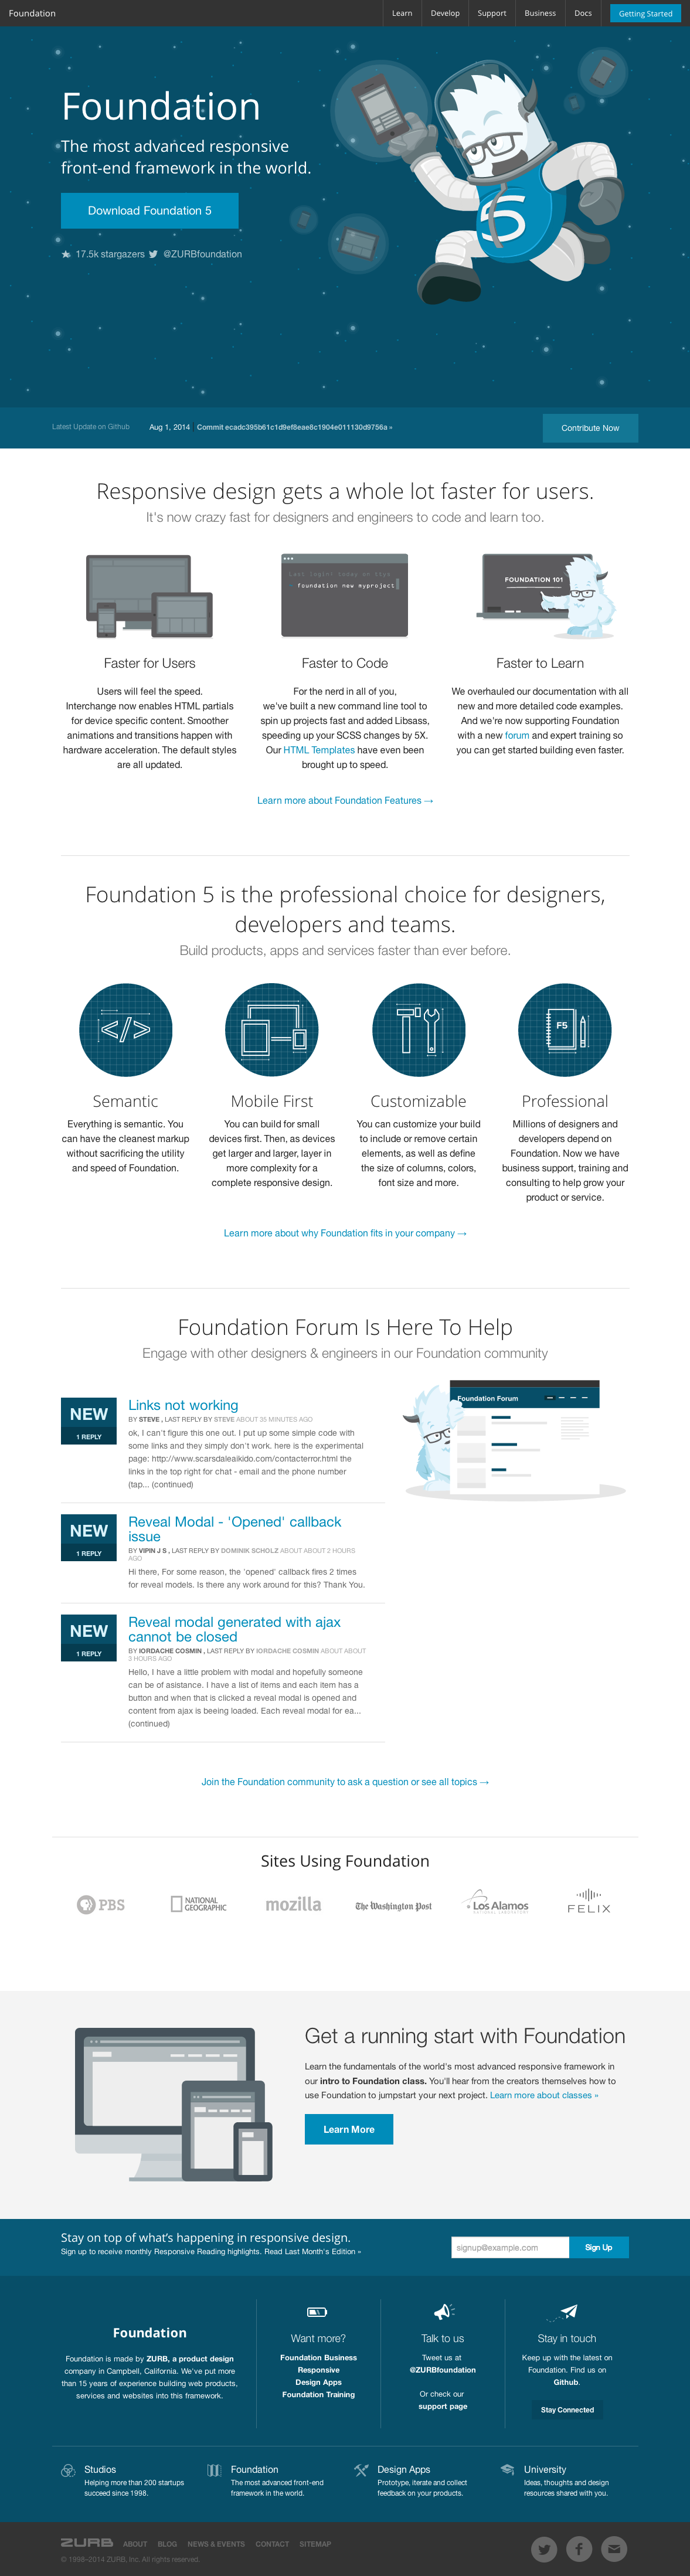 Foundation
Learn
Develop
Support
Business
Docs
Getting Started
Foundation
The most advanced responsive
front-end framework in the world.
Download Foundation 5
17.5k stargazers @ZURBfoundation
5
Latest Update on Github
Aug 1, 2014
Commit ecadc395b61c1d9ef8eae8c1904e011130d9756a »
Contribute Now
Responsive design gets a whole lot faster for users.
It's now crazy fast for designers and engineers to code and learn too.
foundation new myproject
FOUNDATION 101
Faster for Users
Users will feel the speed.
Interchange now enables HTML partials
for device specific content. Smoother
animations and transitions happen with
hardware acceleration. The default styles
are all updated.
Faster to Code
For the nerd in all of you,
we've built a new command line tool to
spin up projects fast and added Libsass,
speeding up your SCSS changes by 5X.
Our HTML Templates have even been
brought up to speed.
Faster to Learn
We overhauled our documentation with all
new and more detailed code examples.
And we're now supporting Foundation
with a new forum and expert training so
you can get started building even faster.
Learn more about Foundation Features →
Foundation 5 is the professional choice for designers,
developers and teams.
Build products, apps and services faster than ever before.
</>
F5
Semantic
Everything is semantic. You
can have the cleanest markup
without sacrificing the utility
and speed of Foundation.
Mobile First
You can build for small
devices first. Then, as devices
get larger and larger, layer in
more complexity for a
complete responsive design.
Customizable
You can customize your build
to include or remove certain
elements, as well as define
the size of columns, colors,
font size and more.
Professional
Millions of designers and
developers depend on
Foundation. Now we have
business support, training and
consulting to help grow your
product or service.
Learn more about why Foundation fits in your company →
Foundation Forum Is Here To Help
Engage with other designers & engineers in our Foundation community
NEW
1 REPLY
Links not working
BY STEVE , LAST REPLY BY STEVE ABOUT 35 MINUTES AGO
ok, I can't figure this one out. I put up some simple code with
some links and they simply don't work. here is the experimental
page: http://www.scarsdaleaikido.com/contacterror.html the
links in the top right for chat - email and the phone number
(tap... (continued)
Foundation Forum
NEW
1 REPLY
Reveal Modal - 'Opened' callback
issue
BY VIPIN J S , LAST REPLY BY DOMINIK SCHOLZ ABOUT ABOUT 2 HOURS
AGO
Hi there, For some reason, the 'opened' callback fires 2 times
for reveal models. Is there any work around for this? Thank You.
NEW
1 REPLY
Reveal modal generated with ajax
cannot be closed
BY IORDACHE COSMIN , LAST REPLY BY IORDACHE COSMIN ABOUT ABOUT
3 HOURS AGO
Hello, I have a little problem with modal and hopefully someone
can be of asistance. I have a list of items and each item has a
button and when that is clicked a reveal modal is opened and
content from ajax is beeing loaded. Each reveal modal for ea...
(continued)
Join the Foundation community to ask a question or see all topics →
Sites Using Foundation
PBS
NATIONAL
GEOGRAPHIC
mozilla
The Washington Post
Los Alamos
NATIONAL LABORATORY
FELIX
Get a running start with Foundation
Learn the fundamentals of the world's most advanced responsive framework in
our intro to Foundation class. You'll hear from the creators themselves how to
use Foundation to jumpstart your next project. Learn more about classes »
Learn More
Stay on top of what's happening in responsive design.
Sign up to receive monthly Responsive Reading highlights. Read Last Month's Edition »
signup@example.com
Sign Up
Foundation
Foundation is made by ZURB, a product design
company in Campbell, California. We've put more
than 15 years of experience building web products,
services and websites into this framework.
Want more?
Foundation Business
Responsive
Design Apps
Foundation Training
Talk to us
Tweet us at
@ZURBfoundation
Or check our
support page
Stay in touch
Keep up with the latest on
Foundation. Find us on
Github.
Stay Connected
Studios
Helping more than 200 startups
succeed since 1998.
Foundation
The most advanced front-end
framework in the world.
Design Apps
Prototype, iterate and collect
feedback on your products.
University
Ideas, thoughts and design
resources shared with you.
ZURB
ABOUT
BLOG
NEWS & EVENTS
CONTACT
SITEMAP
© 1998–2014 ZURB, Inc. All rights reserved.